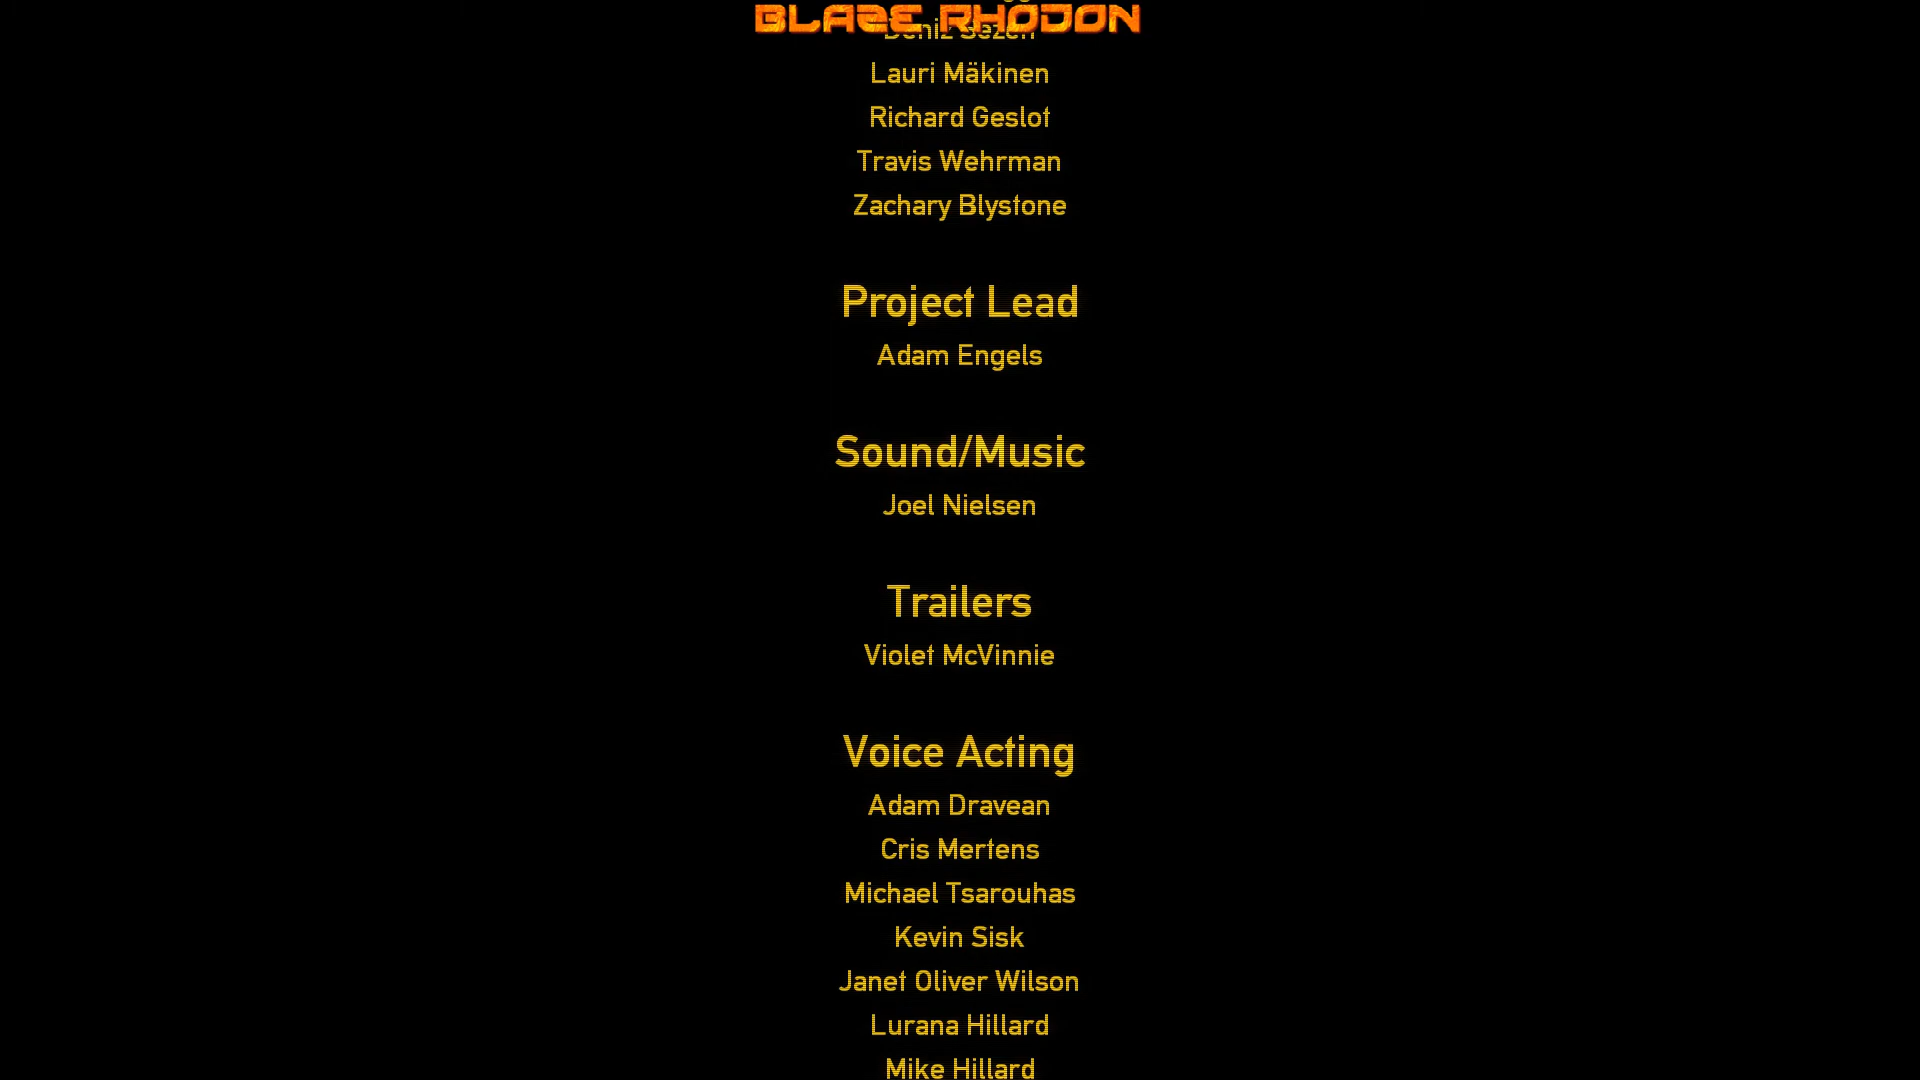 BLAZE RHODON
Deniz Sezen
Lauri Mäkinen
Richard Geslot
Travis Wehrman
Zachary Blystone
Project Lead
Adam Engels
Sound/Music
Joel Nielsen
Trailers
Violet McVinnie
Voice Acting
Adam Dravean
Cris Mertens
Michael Tsarouhas
Kevin Sisk
Janet Oliver Wilson
Lurana Hillard
Mike Hillard